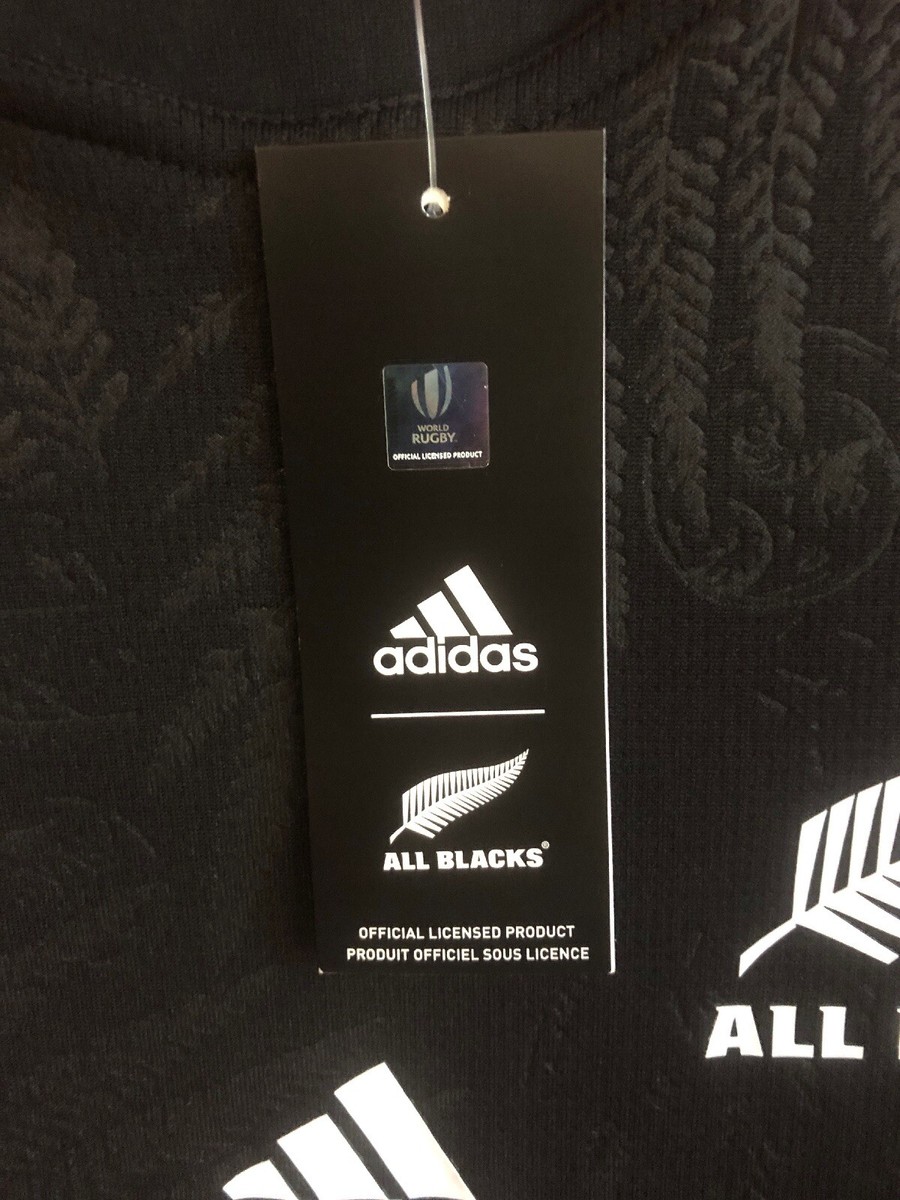 WORLD
RUGBY.
OFFICIAL LICENSED PRODUCT
adidas
ALL BLACKS®
OFFICIAL LICENSED PRODUCT
PRODUIT OFFICIEL SOUS LICENCE
ALL